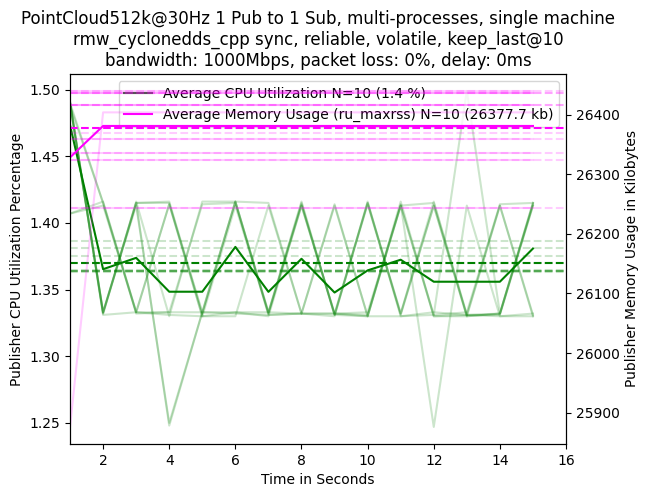 PointCloud512k@30Hz 1 Pub to 1 Sub, multi-processes, single machine
rmw_cyclonedds_cpp sync, reliable, volatile, keep_last@10
bandwidth: 1000Mbps, packet loss: 0%, delay: 0ms
Average CPU Utilization N=10 (1.4 %)
Average Memory Usage (ru_maxrss) N=10 (26377.7 kb)
Publisher CPU Utilization Percentage
1.50
1.45
1.40
1.35
1.30
1.25
26400
26300
26200
26100
26000
25900
Publisher Memory Usage in Kilobytes
2 4 6 8 10 12 14 16
Time in Seconds